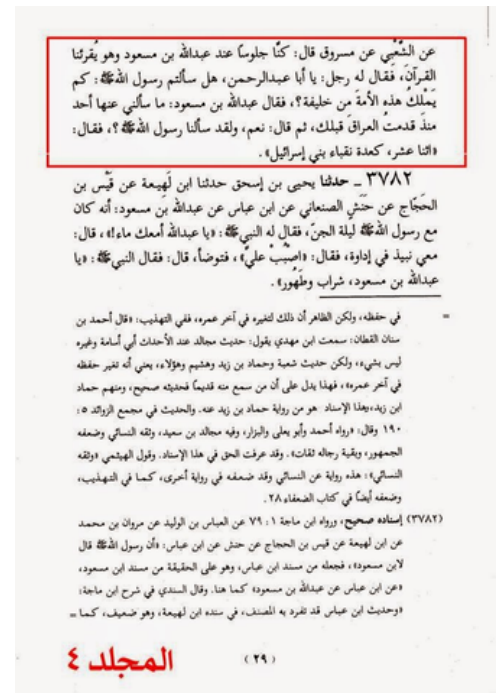 عن الشَّعْبي عن مسروق قال: كنَّا جلوسًا عند عبدالله بن مسعود وهو يُقرئنا
القرآن، فقال له رجل: يا أبا عبدالرحمن، هل سألتم رسول الله ﷺ: كم
يَمْلكُ هذه الأمةَ من خليفة؟، فقال عبدالله بن مسعود: ما سألني عنها أحد
منذُ قدمتُ العراقَ قبلك، ثم قال: نعم، ولقد سألنا رسول الله ﷺ؟، فقال:
«اثنا عشر، كعدة نقباء بني إسرائيل».
٣٧٨٢ ـ حدثنا يحيى بن إسحق حدثنا ابن لَهِيعة عن قَيْس بن
الحَجَّاج عن حَنَش الصنعاني عن ابن عباس عن عبدالله بن مسعود: أنه كان
مع رسول الله ﷺ ليلة الجنّ، فقال له النبي ﷺ: «يا عبدالله أمعك ماء!»، قال:
معي نبيذ في إداوة، فقال: «اصْبُبْ عليَّ»، فتوضأ، قال: فقال النبي ﷺ: «يا
عبدالله بن مسعود، شراب وطَهُور».
= في حفظه، ولكن الظاهر أن ذلك لتغيره في آخر عمره، ففي التهذيب: «قال أحمد بن
سنان القطان: سمعت ابن مهدي يقول: حديث مجالد عند الأحداث أبي أسامة وغيره
ليس بشيء، ولكن حديث شعبة وحماد بن زيد وهشيم وهؤلاء، يعني أنه تغير حفظه
في آخر عمره»، فهذا يدل على أن من سمع منه قديمًا فحديثه صحيح، ومنهم حماد
ابن زيد، وهذا الإسناد هو من رواية حماد بن زيد عنه. والحديث في مجمع الزوائد ٥:
١٩٠ وقال: «رواه أحمد وأبو يعلى والبزار، وفيه مجالد بن سعيد، وثقه النسائي وضعفه
الجمهور، وبقية رجاله ثقات». وقد عرفت الحق في هذا الإسناد. وقول الهيثمي «وثقه
النسائي»: هذه رواية عن النسائي وقد ضعفه في رواية أخرى، كما في التهذيب،
وضعفه أيضًا في كتاب الضعفاء ٢٨.
(٣٧٨٢) إسناده صحيح، ورواه ابن ماجة ١: ٧٩ عن العباس بن الوليد عن مروان بن محمد
عن ابن لهيعة عن قيس بن الحجاج عن حنش عن ابن عباس: «أن رسول الله ﷺ قال
لابن مسعود»، فجعله من مسند ابن عباس، وهو على الحقيقة من مسند ابن مسعود،
«عن ابن عباس عن عبدالله بن مسعود» كما هنا. وقال السندي في شرح ابن ماجة:
«وحديث ابن عباس قد تفرد به المصنف، في سنده ابن لهيعة، وهو ضعيف، كما =
(٢٩)
المجلد ٤